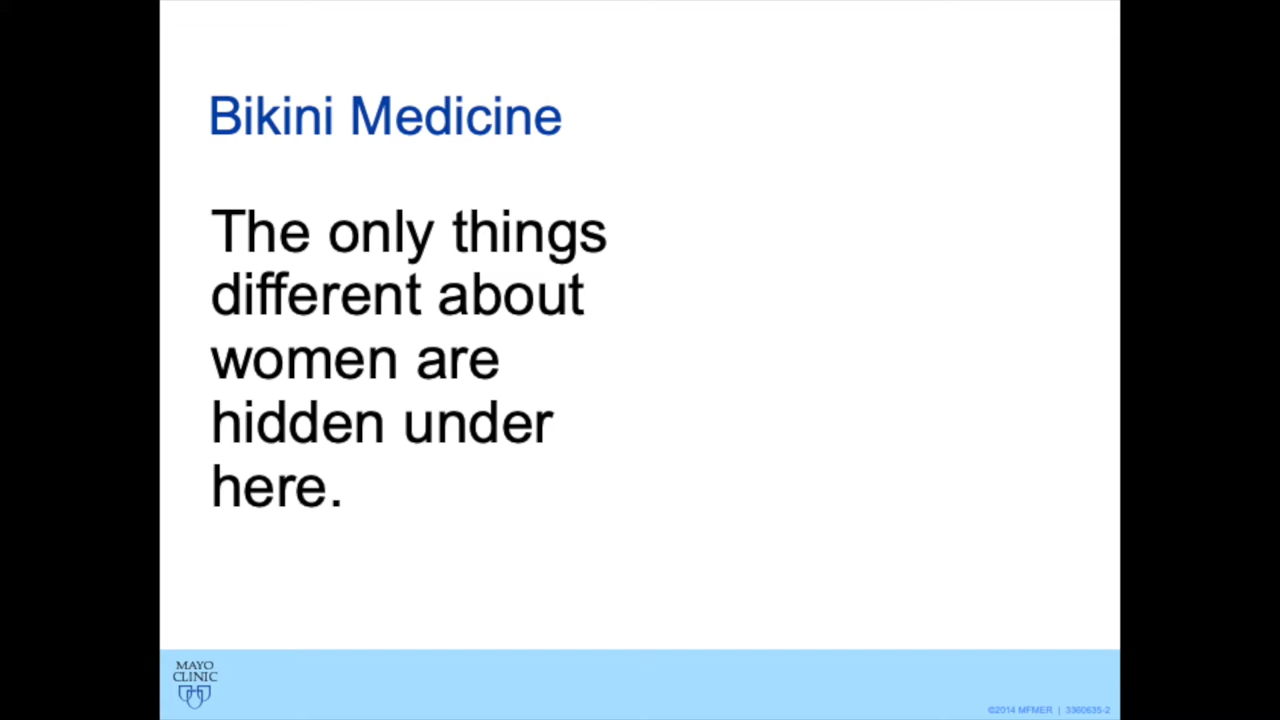 Bikini Medicine
The only things
different about
women are
hidden under
here.
MAYO
CLINIC
©2014 MFMER | 3360635-2